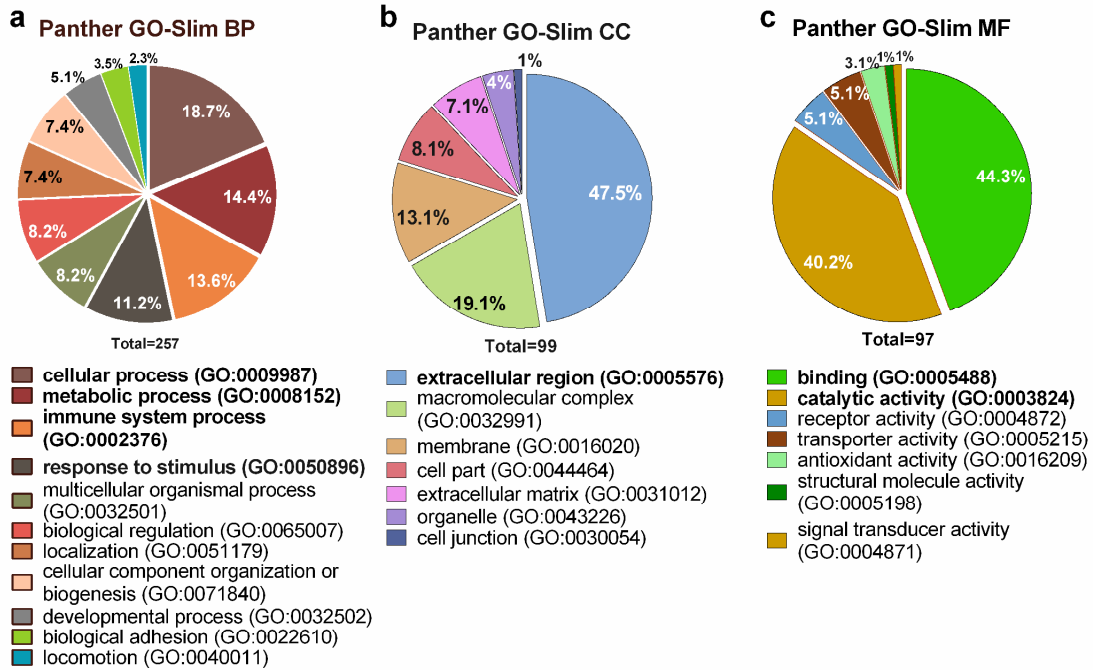 a
Panther GO-Slim BP
18.7%
14.4%
13.6%
11.2%
8.2%
8.2%
7.4%
7.4%
5.1%
3.5%
2.3%
Total=257
cellular process (GO:0009987)
metabolic process (GO:0008152)
immune system process
(GO:0002376)
response to stimulus (GO:0050896)
multicellular organismal process
(GO:0032501)
biological regulation (GO:0065007)
localization (GO:0051179)
cellular component organization or
biogenesis (GO:0071840)
developmental process (GO:0032502)
biological adhesion (GO:0022610)
locomotion (GO:0040011)
b
Panther GO-Slim CC
47.5%
19.1%
13.1%
8.1%
7.1%
4%
1%
Total=99
extracellular region (GO:0005576)
macromolecular complex
(GO:0032991)
membrane (GO:0016020)
cell part (GO:0044464)
extracellular matrix (GO:0031012)
organelle (GO:0043226)
cell junction (GO:0030054)
c
Panther GO-Slim MF
44.3%
40.2%
5.1%
5.1%
3.1%
1%
1%
Total=97
binding (GO:0005488)
catalytic activity (GO:0003824)
receptor activity (GO:0004872)
transporter activity (GO:0005215)
antioxidant activity (GO:0016209)
structural molecule activity
(GO:0005198)
signal transducer activity
(GO:0004871)